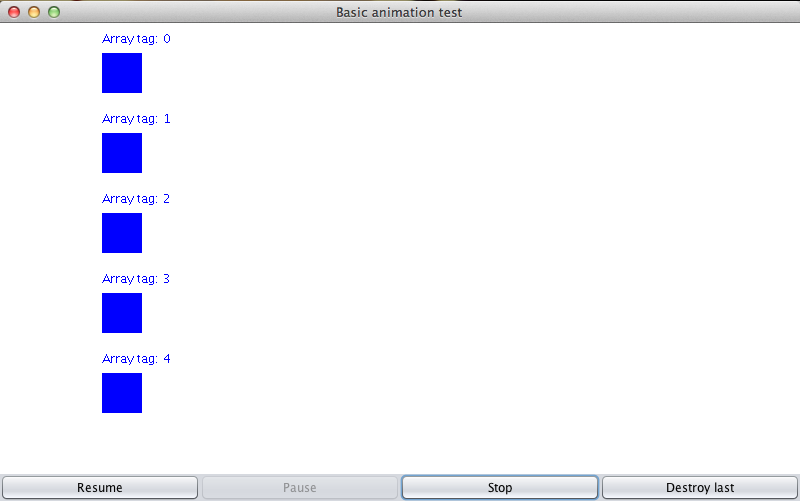 Basic animation test
Array tag: 0
Array tag: 1
Array tag: 2
Array tag: 3
Array tag: 4
Resume Pause Stop Destroy last